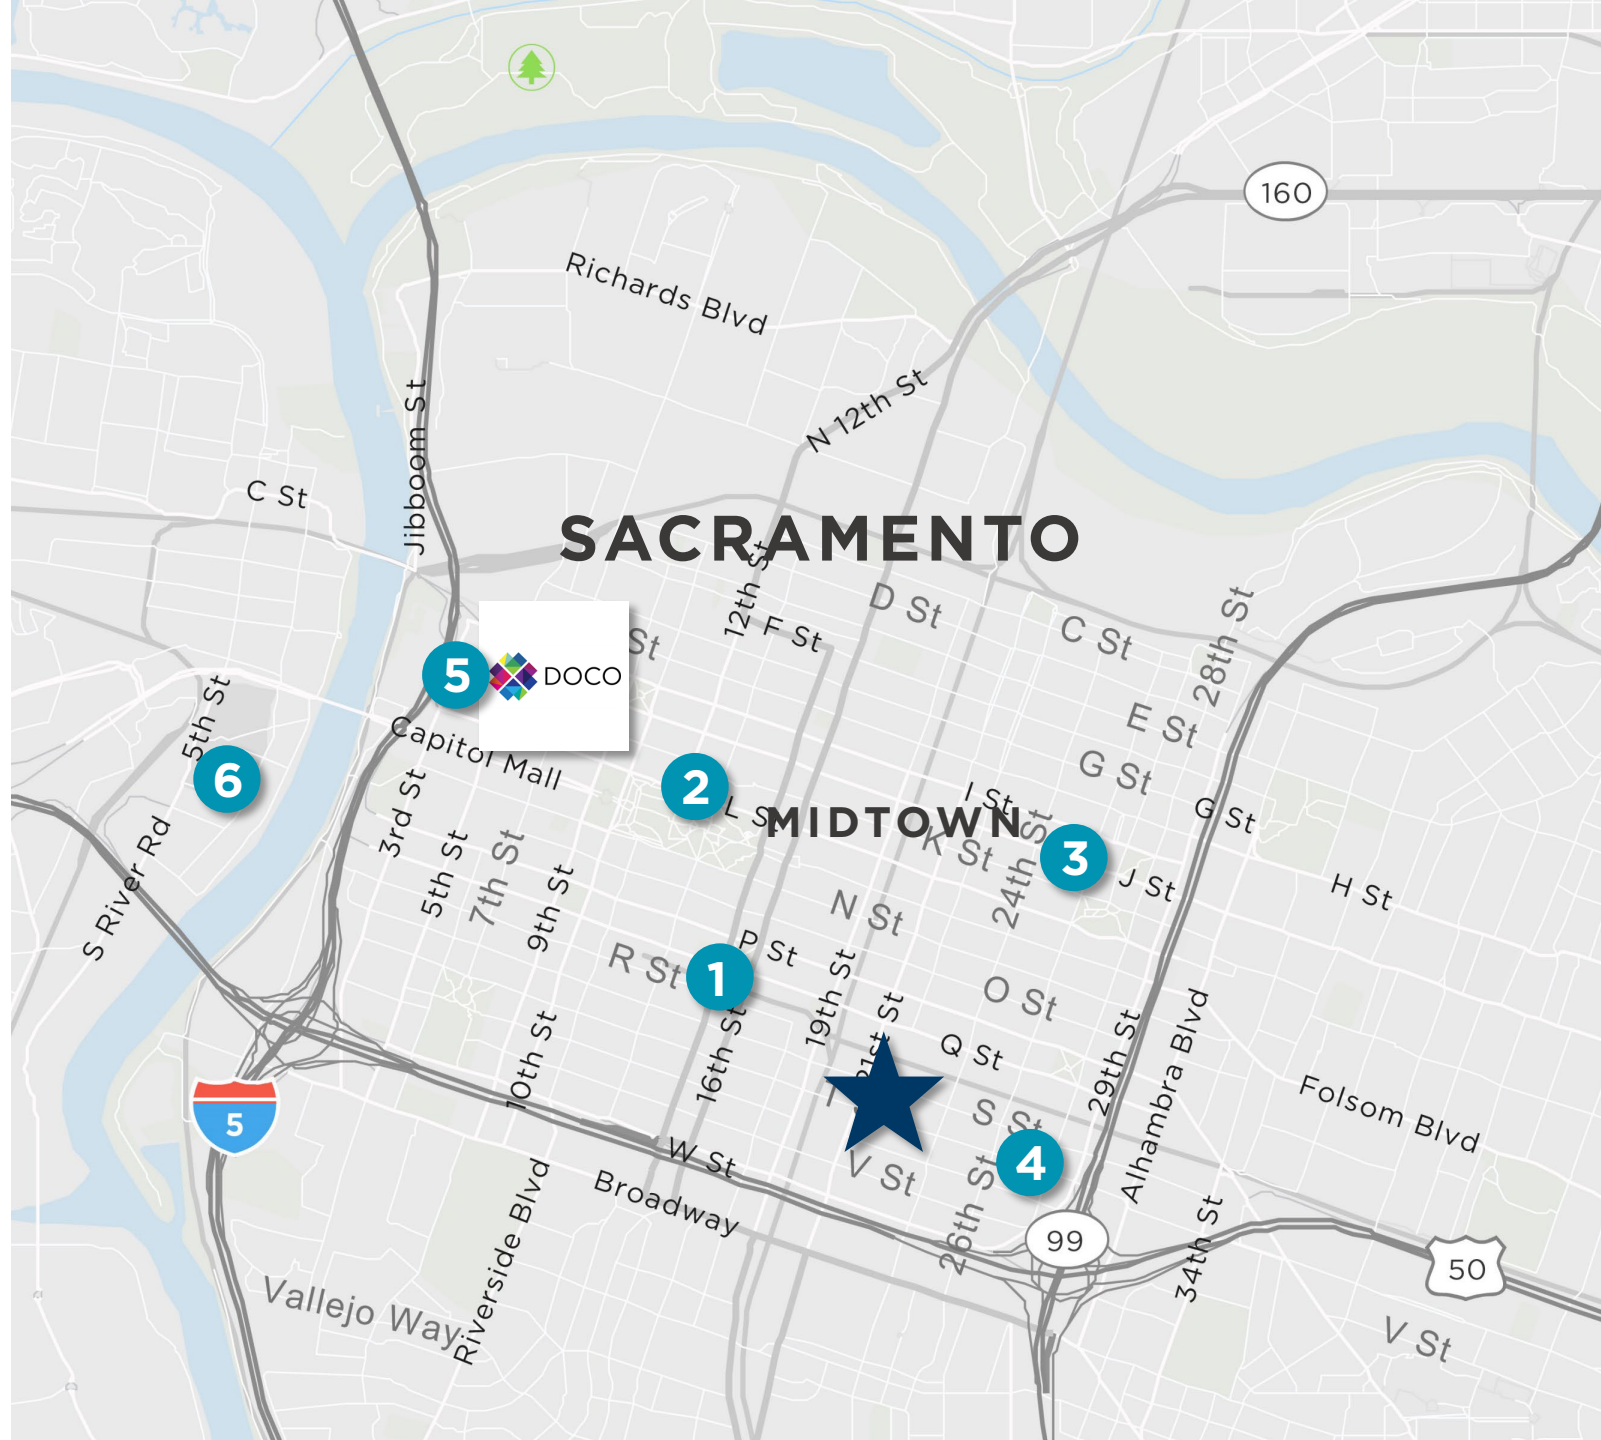 160
Richards Blvd
N 12th St
Jibboom St
C St
SACRAMENTO
12th St
F St
D St
C St
28th St
St
5
DOCO
5th St
Capitol Mall
E St
G St
6
2
L St
I St
MIDTOWN
G St
3rd St
K St
24th St
3
J St
H St
5th St
7th St
9th St
S River Rd
N St
P St
R St
1
19th St
O St
21st St
16th St
10th St
Q St
29th St
Alhambra Blvd
Folsom Blvd
5
S St
4
W St
V St
26th St
Broadway
Riverside Blvd
99
34th St
50
Vallejo Way
V St